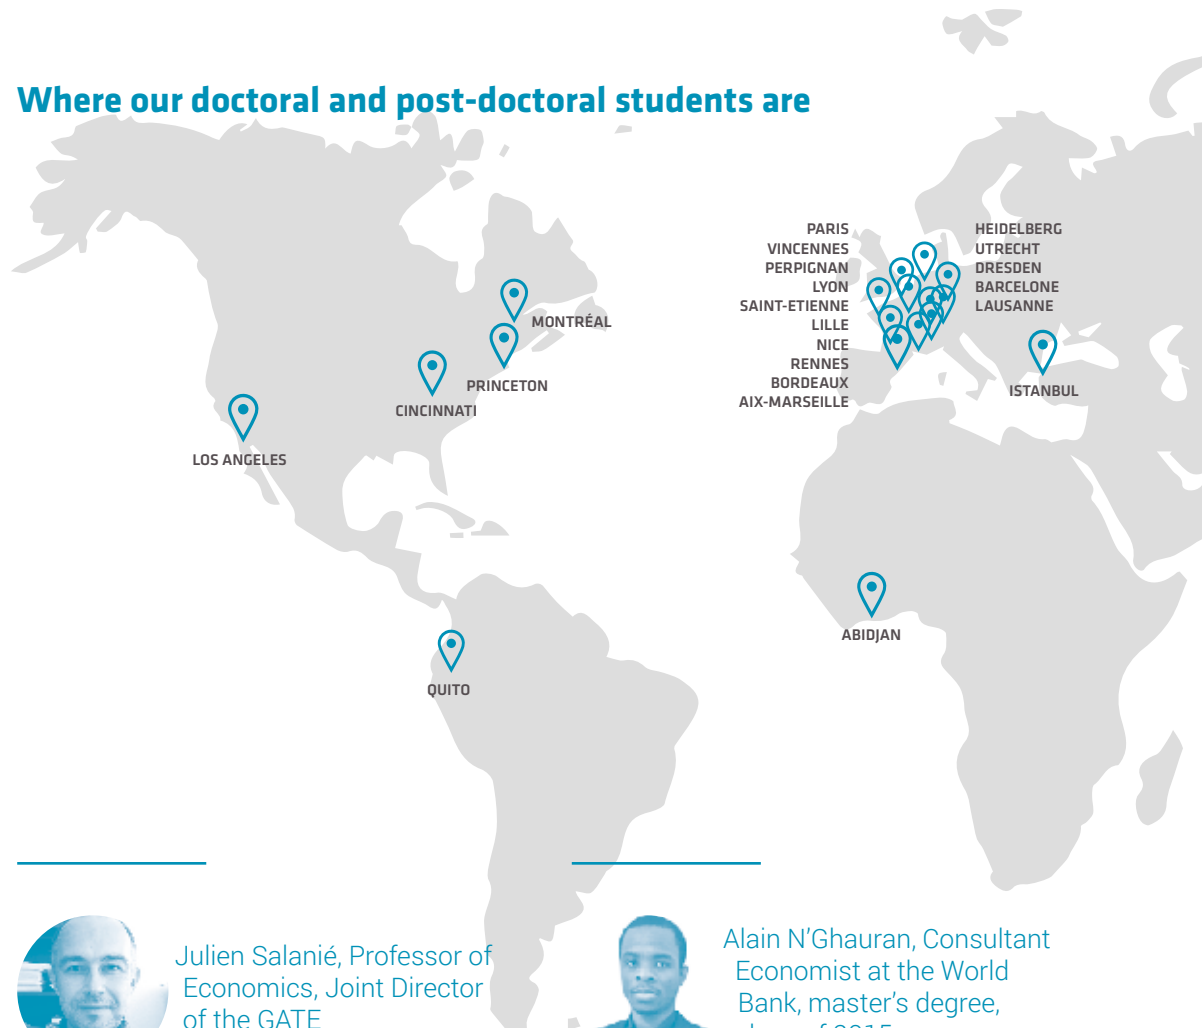 Where our doctoral and post-doctoral students are
PARIS
VINCENNES
PERPIGNAN
LYON
SAINT-ETIENNE
LILLE
NICE
RENNES
BORDEAUX
AIX-MARSEILLE
HEIDELBERG
UTRECHT
DRESDEN
BARCELONE
LAUSANNE
MONTRÉAL
PRINCETON
CINCINNATI
LOS ANGELES
ISTANBUL
ABIDJAN
QUITO
Julien Salanié, Professor of
Economics, Joint Director
of the GATE
Alain N'Ghauran, Consultant
Economist at the World
Bank, master's degree,
of 2015